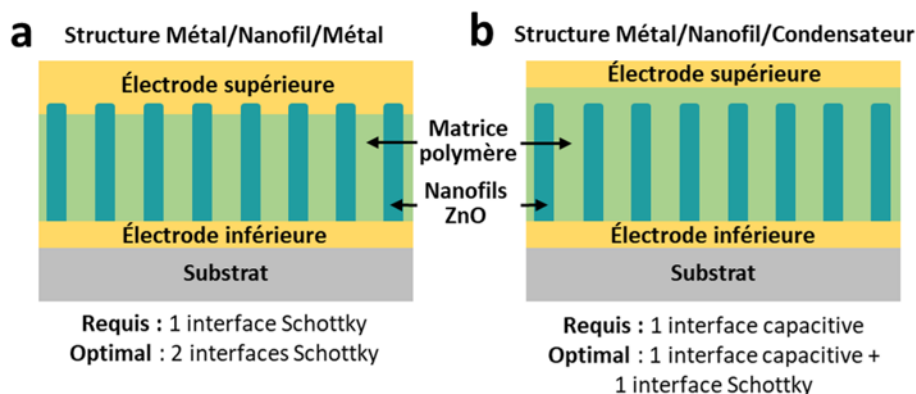 a
Structure Métal/Nanofil/Métal
Électrode supérieure
Électrode inférieure
Substrat
Requis : 1 interface Schottky
Optimal : 2 interfaces Schottky
Matrice
polymère
Nanofils
ZnO
b
Structure Métal/Nanofil/Condensateur
Électrode supérieure
Électrode inférieure
Substrat
Requis : 1 interface capacitive
Optimal : 1 interface capacitive +
1 interface Schottky